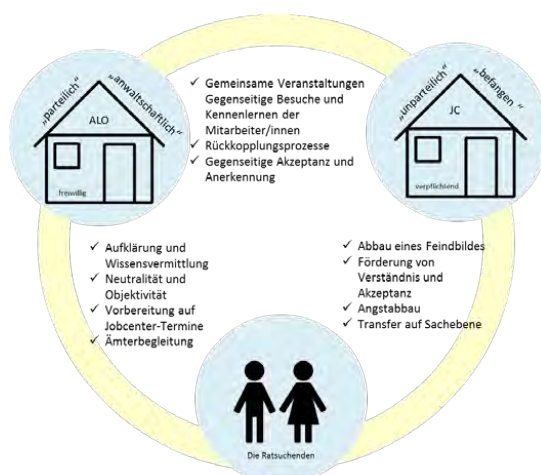 „parteilich“
„anwaltschaftlich“
ALO
freiwillig
✓ Gemeinsame Veranstaltungen
Gegenseitige Besuche und
Kennenlernen der
Mitarbeiter/innen
✓ Rückkopplungsprozesse
✓ Gegenseitige Akzeptanz und
Anerkennung
„unparteilich“
„befangen“
JC
verpflichtend
✓ Aufklärung und
Wissensvermittlung
✓ Neutralität und
Objektivität
✓ Vorbereitung auf
Jobcenter-Termine
✓ Ämterbegleitung
✓ Abbau eines Feindbildes
✓ Förderung von
Verständnis und
Akzeptanz
✓ Angstabbau
✓ Transfer auf Sachebene
Die Ratsuchenden